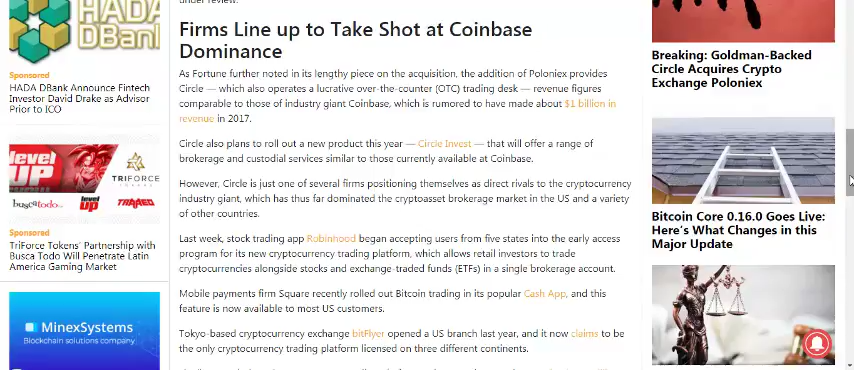 HADA
DBank
Sponsored
HADA DBank Announce Fintech
Investor David Drake as Advisor
Prior to ICO
level
UP
TRIFORCE
TOKENS
buscatodo
level
UP
Sponsored
TriForce Tokens' Partnership with
Busca Todo Will Penetrate Latin
America Gaming Market
MinexSystems
Blockchain solutions company
under review.
Firms Line up to Take Shot at Coinbase
Dominance
As Fortune further noted in its lengthy piece on the acquisition, the addition of Poloniex provides
Circle — which also operates a lucrative over-the-counter (OTC) trading desk — revenue figures
comparable to those of industry giant Coinbase, which is rumored to have made about $1 billion in
revenue in 2017.
Circle also plans to roll out a new product this year — Circle Invest — that will offer a range of
brokerage and custodial services similar to those currently available at Coinbase.
However, Circle is just one of several firms positioning themselves as direct rivals to the cryptocurrency
industry giant, which has thus far dominated the cryptoasset brokerage market in the US and a variety
of other countries.
Last week, stock trading app Robinhood began accepting users from five states into the early access
program for its new cryptocurrency trading platform, which allows retail investors to trade
cryptocurrencies alongside stocks and exchange-traded funds (ETFs) in a single brokerage account.
Mobile payments firm Square recently rolled out Bitcoin trading in its popular Cash App, and this
feature is now available to most US customers.
Tokyo-based cryptocurrency exchange bitFlyer opened a US branch last year, and it now claims to be
the only cryptocurrency trading platform licensed on three different continents.
Breaking: Goldman-Backed
Circle Acquires Crypto
Exchange Poloniex
Bitcoin Core 0.16.0 Goes Live:
Here's What Changes in this
Major Update